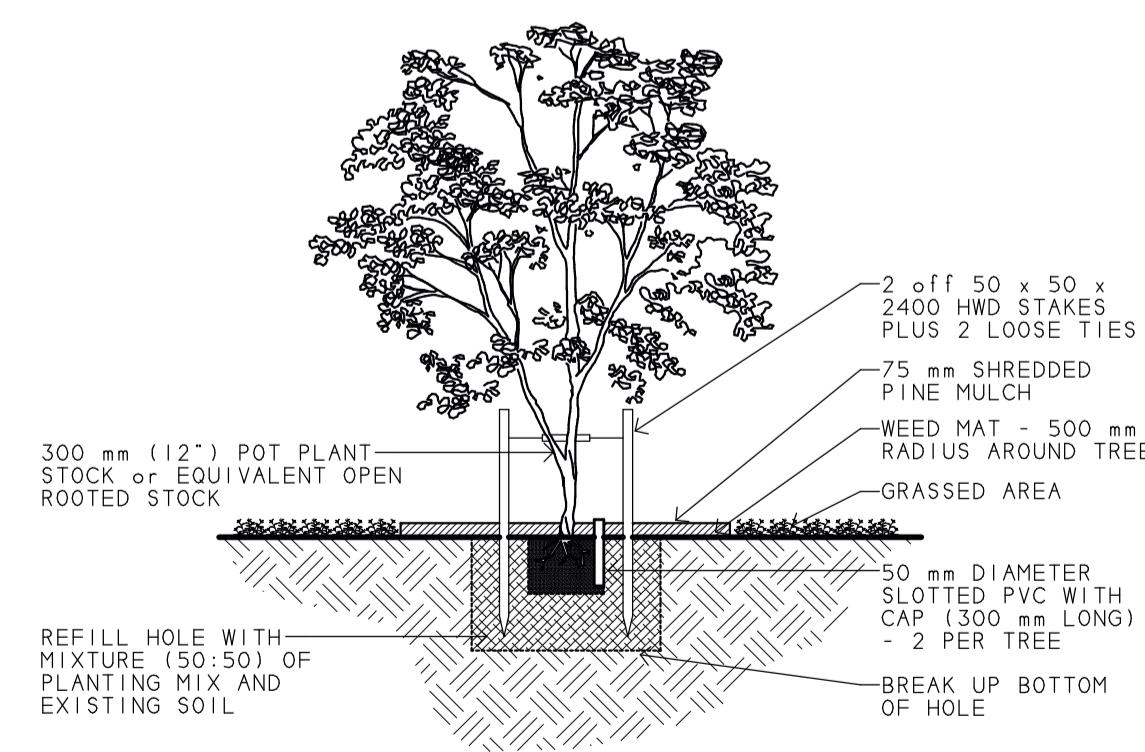 2 off 50 x 50 x
2400 HWD STAKES
PLUS 2 LOOSE TIES
75 mm SHREDDED
PINE MULCH
WEED MAT - 500 mm
RADIUS AROUND TREE
GRASSED AREA
50 mm DIAMETER
SLOTTED PVC WITH
CAP (300 mm LONG)
- 2 PER TREE
BREAK UP BOTTOM
OF HOLE
300 mm (12") POT PLANT
STOCK or EQUIVALENT OPEN
ROOTED STOCK
REFILL HOLE WITH
MIXTURE (50:50) OF
PLANTING MIX AND
EXISTING SOIL